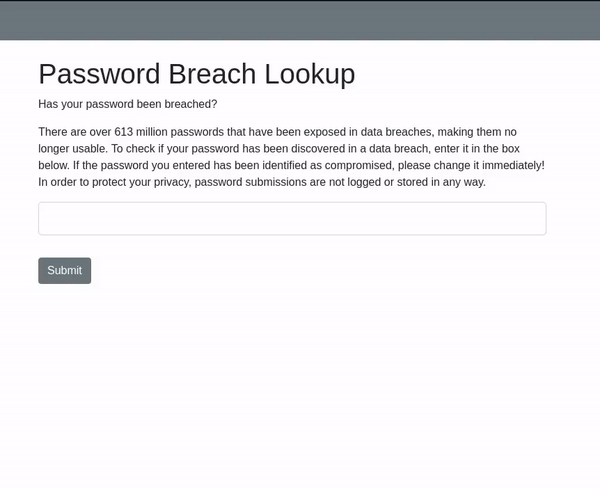 Password Breach Lookup
Has your password been breached?
There are over 613 million passwords that have been exposed in data breaches, making them no
longer usable. To check if your password has been discovered in a data breach, enter it in the box
below. If the password you entered has been identified as compromised, please change it immediately!
In order to protect your privacy, password submissions are not logged or stored in any way.
Submit